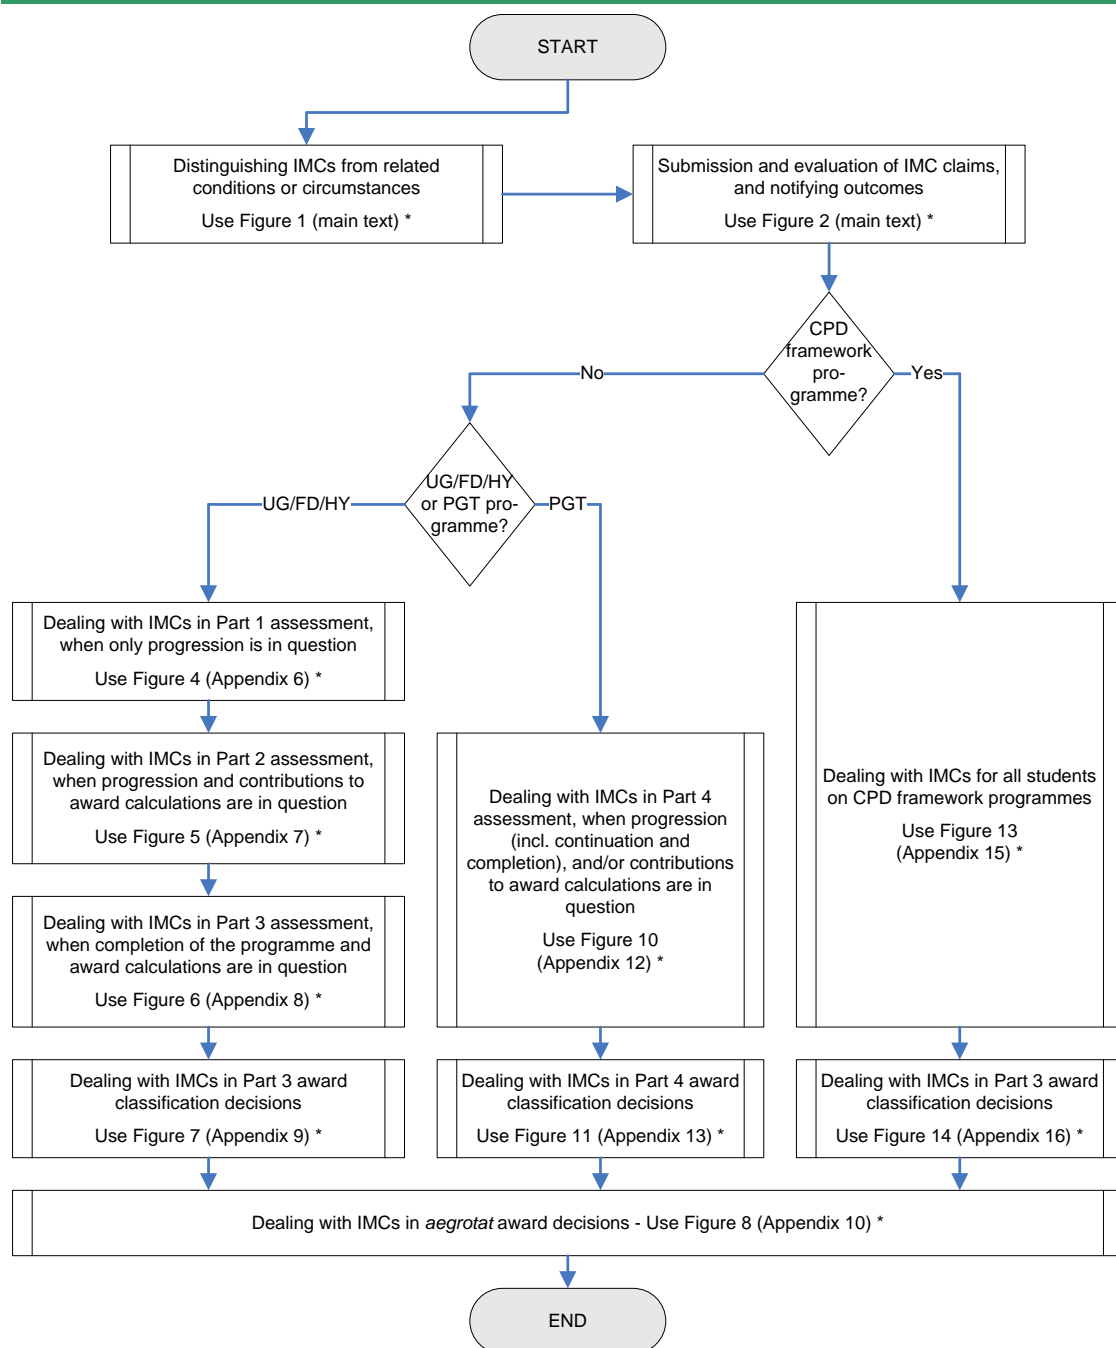 START
Distinguishing IMCs from related
conditions or circumstances
Use Figure 1 (main text) *
Submission and evaluation of IMC claims,
and notifying outcomes
Use Figure 2 (main text) *
CPD
framework
pro-
gramme?
No
Yes
UG/FD/HY
or PGT pro-
gramme?
UG/FD/HY
PGT
Dealing with IMCs in Part 1 assessment,
when only progression is in question
Use Figure 4 (Appendix 6) *
Dealing with IMCs in Part 2 assessment,
when progression and contributions to
award calculations are in question
Use Figure 5 (Appendix 7) *
Dealing with IMCs in Part 3 assessment,
when completion of the programme and
award calculations are in question
Use Figure 6 (Appendix 8) *
Dealing with IMCs in Part 4
assessment, when progression
(incl. continuation and
completion), and/or contributions
to award calculations are in
question
Use Figure 10
(Appendix 12) *
Dealing with IMCs for all students
on CPD framework programmes
Use Figure 13
(Appendix 15) *
Dealing with IMCs in Part 3 award
classification decisions
Use Figure 7 (Appendix 9) *
Dealing with IMCs in Part 4 award
classification decisions
Use Figure 11 (Appendix 13) *
Dealing with IMCs in Part 3 award
classification decisions
Use Figure 14 (Appendix 16) *
Dealing with IMCs in aegrotat award decisions - Use Figure 8 (Appendix 10) *
END